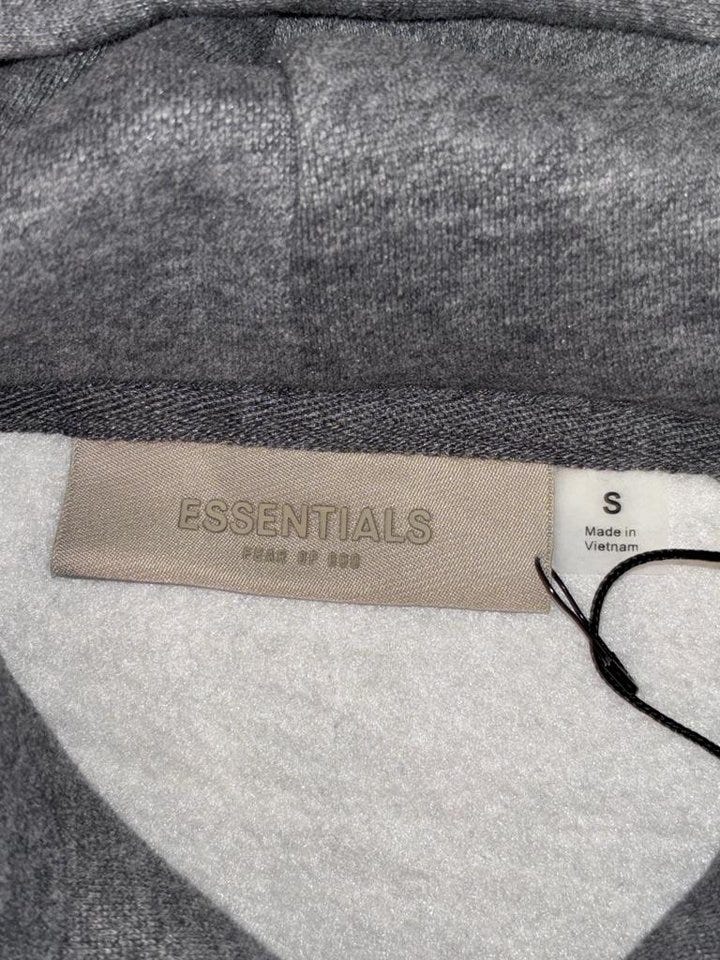 ESSENTIALS
FEAR OF GOD
S
Made in
Vietnam